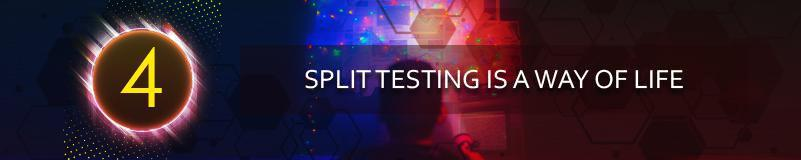 4
SPLIT TESTING IS A WAY OF LIFE